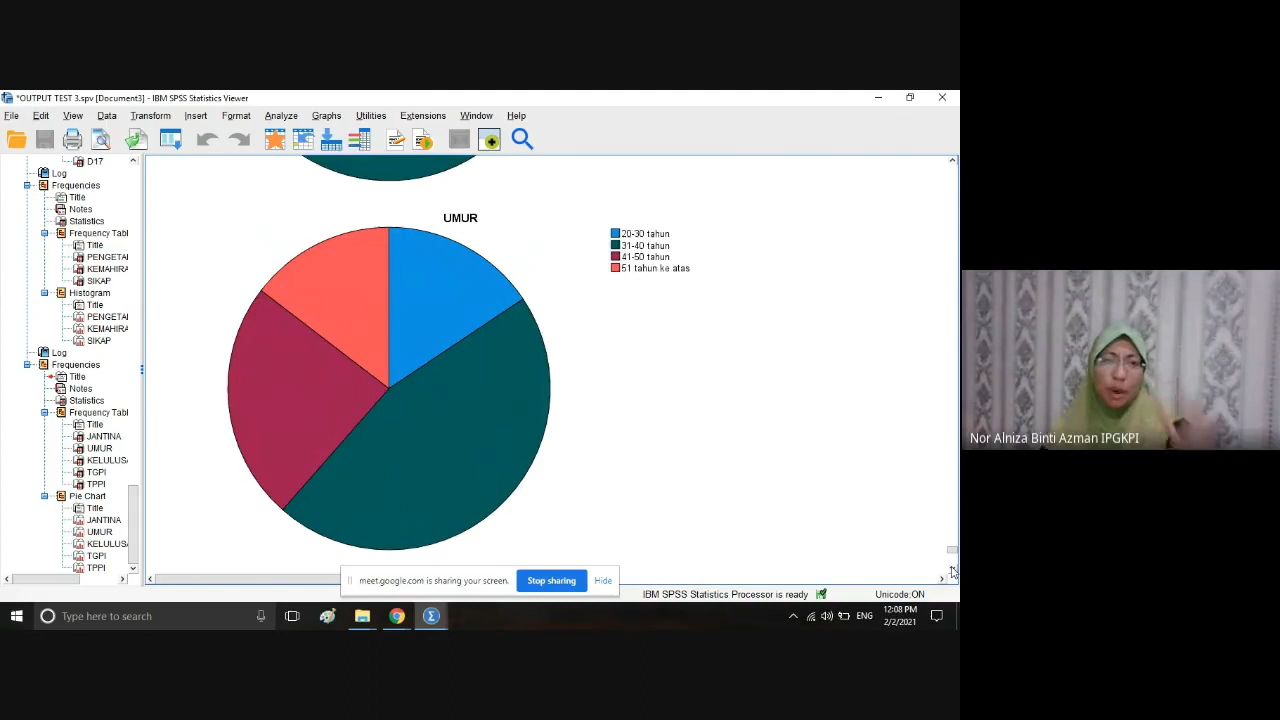 *OUTPUT TEST 3.spv [Document3] - IBM SPSS Statistics Viewer
File Edit View Data Transform Insert Format Analyze Graphs Utilities Extensions Window Help
D17
Log
Frequencies
Title
Notes
Statistics
Frequency Tabl
Title
PENGETA
KEMAHIRA
SIKAP
Histogram
Title
PENGETA
KEMAHIRA
SIKAP
Log
Frequencies
Title
Notes
Statistics
Frequency Tabl
Title
JANTINA
UMUR
KELULUSA
TGPI
TPPI
Pie Chart
Title
JANTINA
UMUR
KELULUSA
TGPI
TPPI
UMUR
20-30 tahun
31-40 tahun
41-50 tahun
51 tahun ke atas
Nor Alniza Binti Azman IPGKPI
meet.google.com is sharing your screen. Stop sharing Hide
IBM SPSS Statistics Processor is ready Unicode:ON
Type here to search
ENG
12:08 PM
2/2/2021